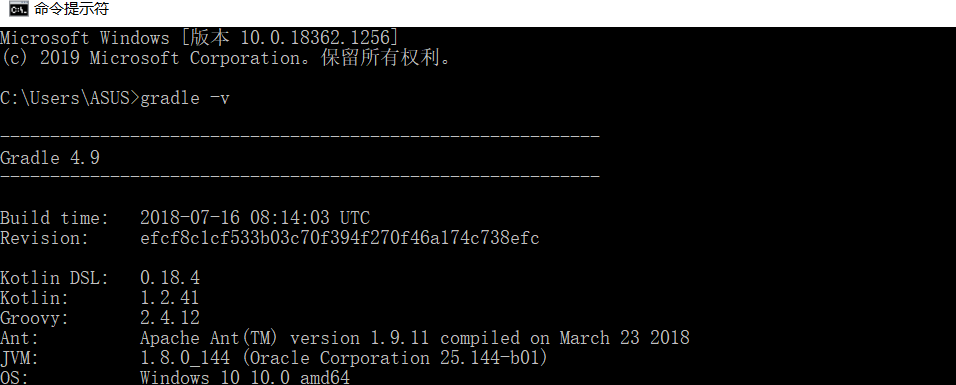 命令提示符
Microsoft Windows [版本 10.0.18362.1256]
(c) 2019 Microsoft Corporation。保留所有权利。
C:\Users\ASUS>gradle -v
------------------------------------------------------------
Gradle 4.9
------------------------------------------------------------
Build time:   2018-07-16 08:14:03 UTC
Revision:     efcf8c1cf533b03c70f394f270f46a174c738efc
Kotlin DSL:   0.18.4
Kotlin:       1.2.41
Groovy:       2.4.12
Ant:          Apache Ant(TM) version 1.9.11 compiled on March 23 2018
JVM:          1.8.0_144 (Oracle Corporation 25.144-b01)
OS:           Windows 10 10.0 amd64